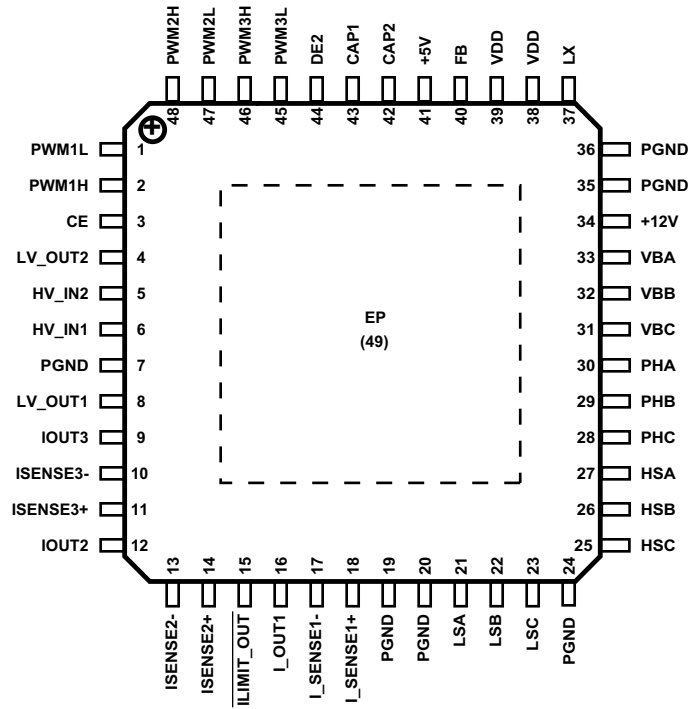 PWM2H
PWM2L
PWM3H
PWM3L
DE2
CAP1
CAP2
+5V
FB
VDD
VDD
LX
48
47
46
45
44
43
42
41
40
39
38
37
PWM1L 1
PWM1H 2
CE 3
LV_OUT2 4
HV_IN2 5
HV_IN1 6
PGND 7
LV_OUT1 8
IOUT3 9
ISENSE3- 10
ISENSE3+ 11
IOUT2 12
EP
(49)
36 PGND
35 PGND
34 +12V
33 VBA
32 VBB
31 VBC
30 PHA
29 PHB
28 PHC
27 HSA
26 HSB
25 HSC
13
14
15
16
17
18
19
20
21
22
23
24
ISENSE2-
ISENSE2+
ILIMIT_OUT
I_OUT1
I_SENSE1-
I_SENSE1+
PGND
PGND
LSA
LSB
LSC
PGND